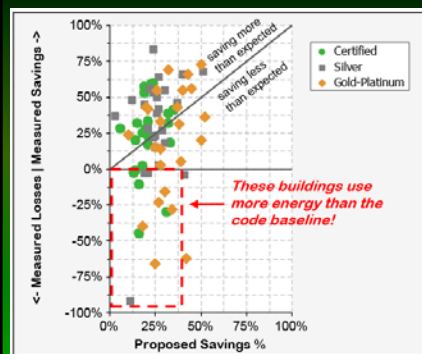 100%
75%
50%
25%
0%
-25%
-50%
-75%
-100%
<- Measured Losses | Measured Savings ->
saving more
than expected
saving less
than expected
Certified
Silver
Gold-Platinum
These buildings use
more energy than the
code baseline!
0% 25% 50% 75% 100%
Proposed Savings %